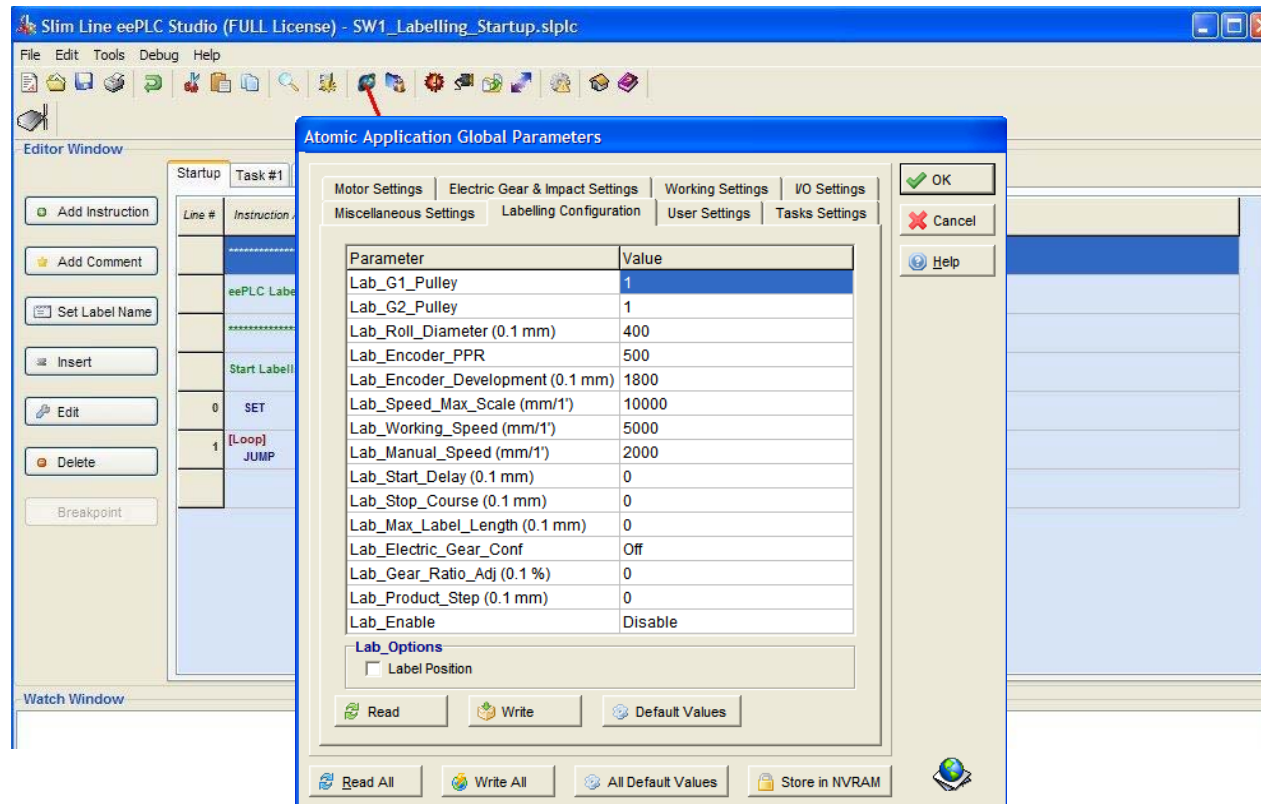 Slim Line eePLC Studio (FULL License) - SW1_Labelling_Startup.slplc
File Edit Tools Debug Help
Editor Window
Startup Task #1
Add Instruction
Add Comment
Set Label Name
Insert
Edit
Delete
Breakpoint
Line # Instruction
*************
eePLC Labe
*************
Start Labelli
0 SET
1 [Loop]
JUMP
Watch Window
Atomic Application Global Parameters
Motor Settings Electric Gear & Impact Settings Working Settings I/O Settings
Miscellaneous Settings Labelling Configuration User Settings Tasks Settings
OK
Cancel
Help
Parameter Value
Lab_G1_Pulley 1
Lab_G2_Pulley 1
Lab_Roll_Diameter (0.1 mm) 400
Lab_Encoder_PPR 500
Lab_Encoder_Development (0.1 mm) 1800
Lab_Speed_Max_Scale (mm/1') 10000
Lab_Working_Speed (mm/1') 5000
Lab_Manual_Speed (mm/1') 2000
Lab_Start_Delay (0.1 mm) 0
Lab_Stop_Course (0.1 mm) 0
Lab_Max_Label_Length (0.1 mm) 0
Lab_Electric_Gear_Conf Off
Lab_Gear_Ratio_Adj (0.1 %) 0
Lab_Product_Step (0.1 mm) 0
Lab_Enable Disable
Lab_Options
Label Position
Read Write Default Values
Read All Write All All Default Values Store in NVRAM